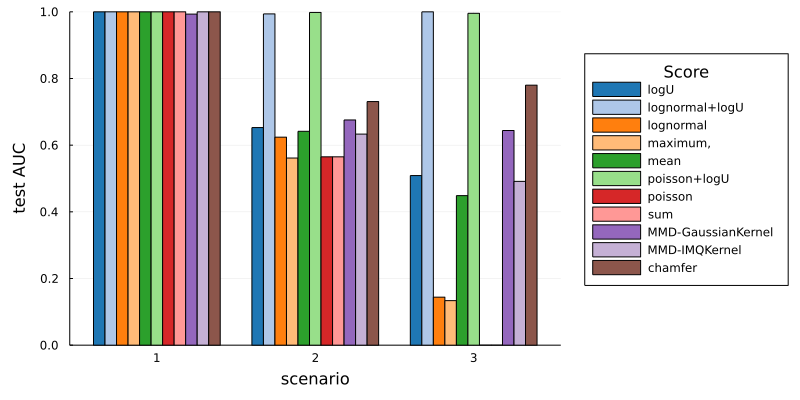 1.0
0.8
0.6
0.4
0.2
0.0
test AUC
1
2
3
scenario
Score
logU
lognormal+logU
lognormal
maximum,
mean
poisson+logU
poisson
sum
MMD-GaussianKernel
MMD-IMQKernel
chamfer